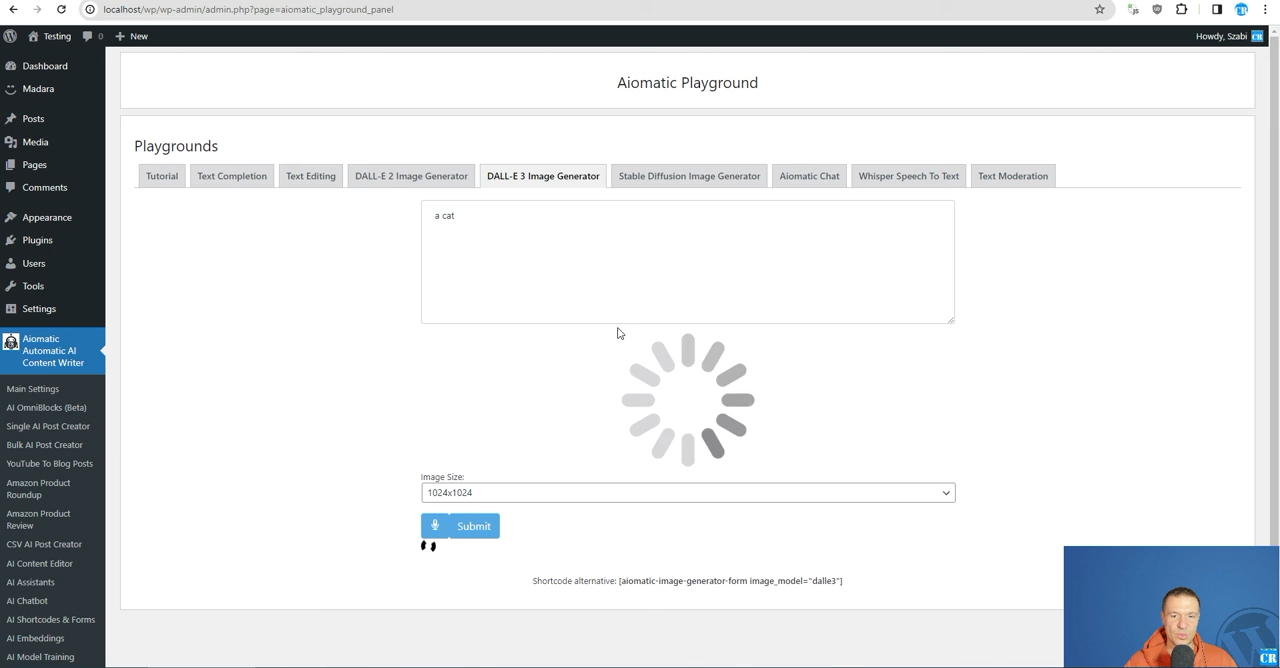 localhost/wp/wp-admin/admin.php?page=aiomatic_playground_panel
Testing 0 New
Howdy, Szabi CR
Dashboard
Madara
Posts
Media
Pages
Comments
Appearance
Plugins
Users
Tools
Settings
Aiomatic
Automatic AI
Content Writer
Main Settings
AI OmniBlocks (Beta)
Single AI Post Creator
Bulk AI Post Creator
YouTube To Blog Posts
Amazon Product
Roundup
Amazon Product
Review
CSV AI Post Creator
AI Content Editor
AI Assistants
AI Chatbot
AI Shortcodes & Forms
AI Embeddings
AI Model Training
Aiomatic Playground
Playgrounds
Tutorial Text Completion Text Editing DALL-E 2 Image Generator DALL-E 3 Image Generator Stable Diffusion Image Generator Aiomatic Chat Whisper Speech To Text Text Moderation
a cat
Image Size:
1024x1024
Submit
Shortcode alternative: [aiomatic-image-generator-form image_model="dalle3"]
CR